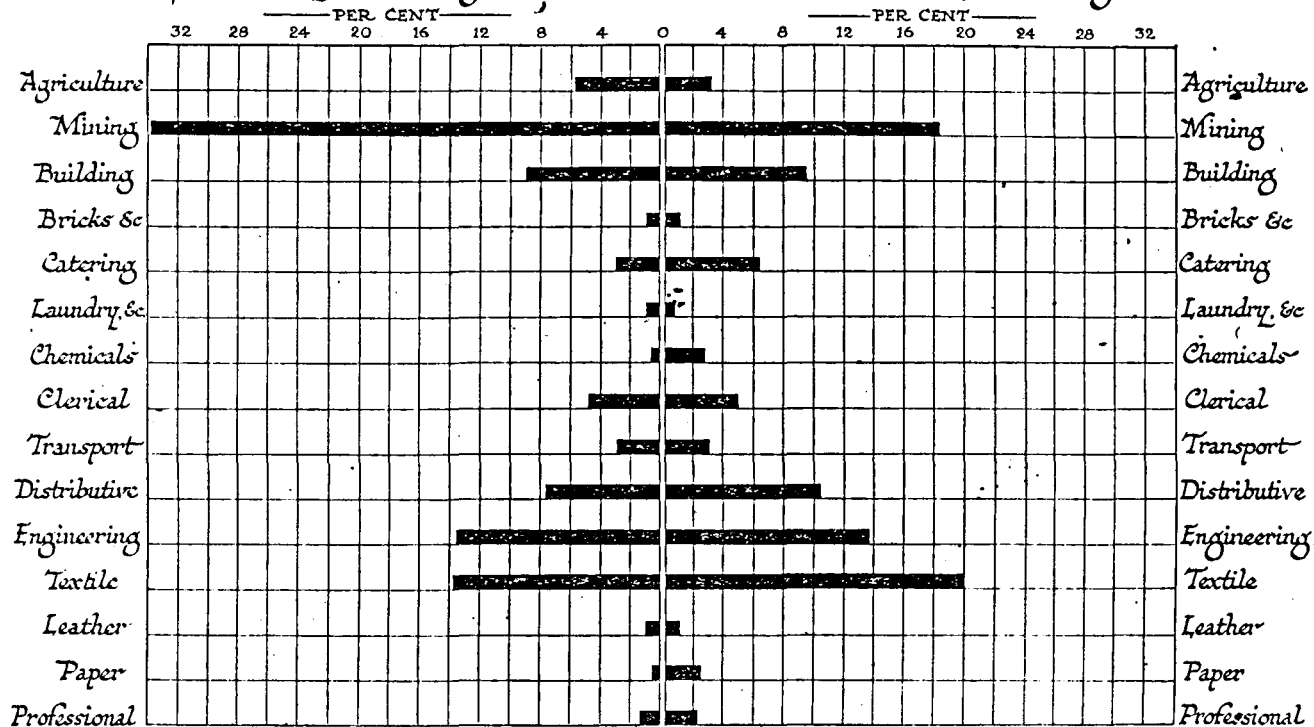 PER CENT PER CENT
32 28 24 20 16 12 8 4 0 4 8 12 16 20 24 28 32
Agriculture Agriculture
Mining Mining
Building Building
Bricks &c Bricks &c
Catering Catering
Laundry, &c Laundry, &c
Chemicals Chemicals
Clerical Clerical
Transport Transport
Distributive Distributive
Engineering Engineering
Textile Textile
Leather Leather
Paper Paper
Professional Professional